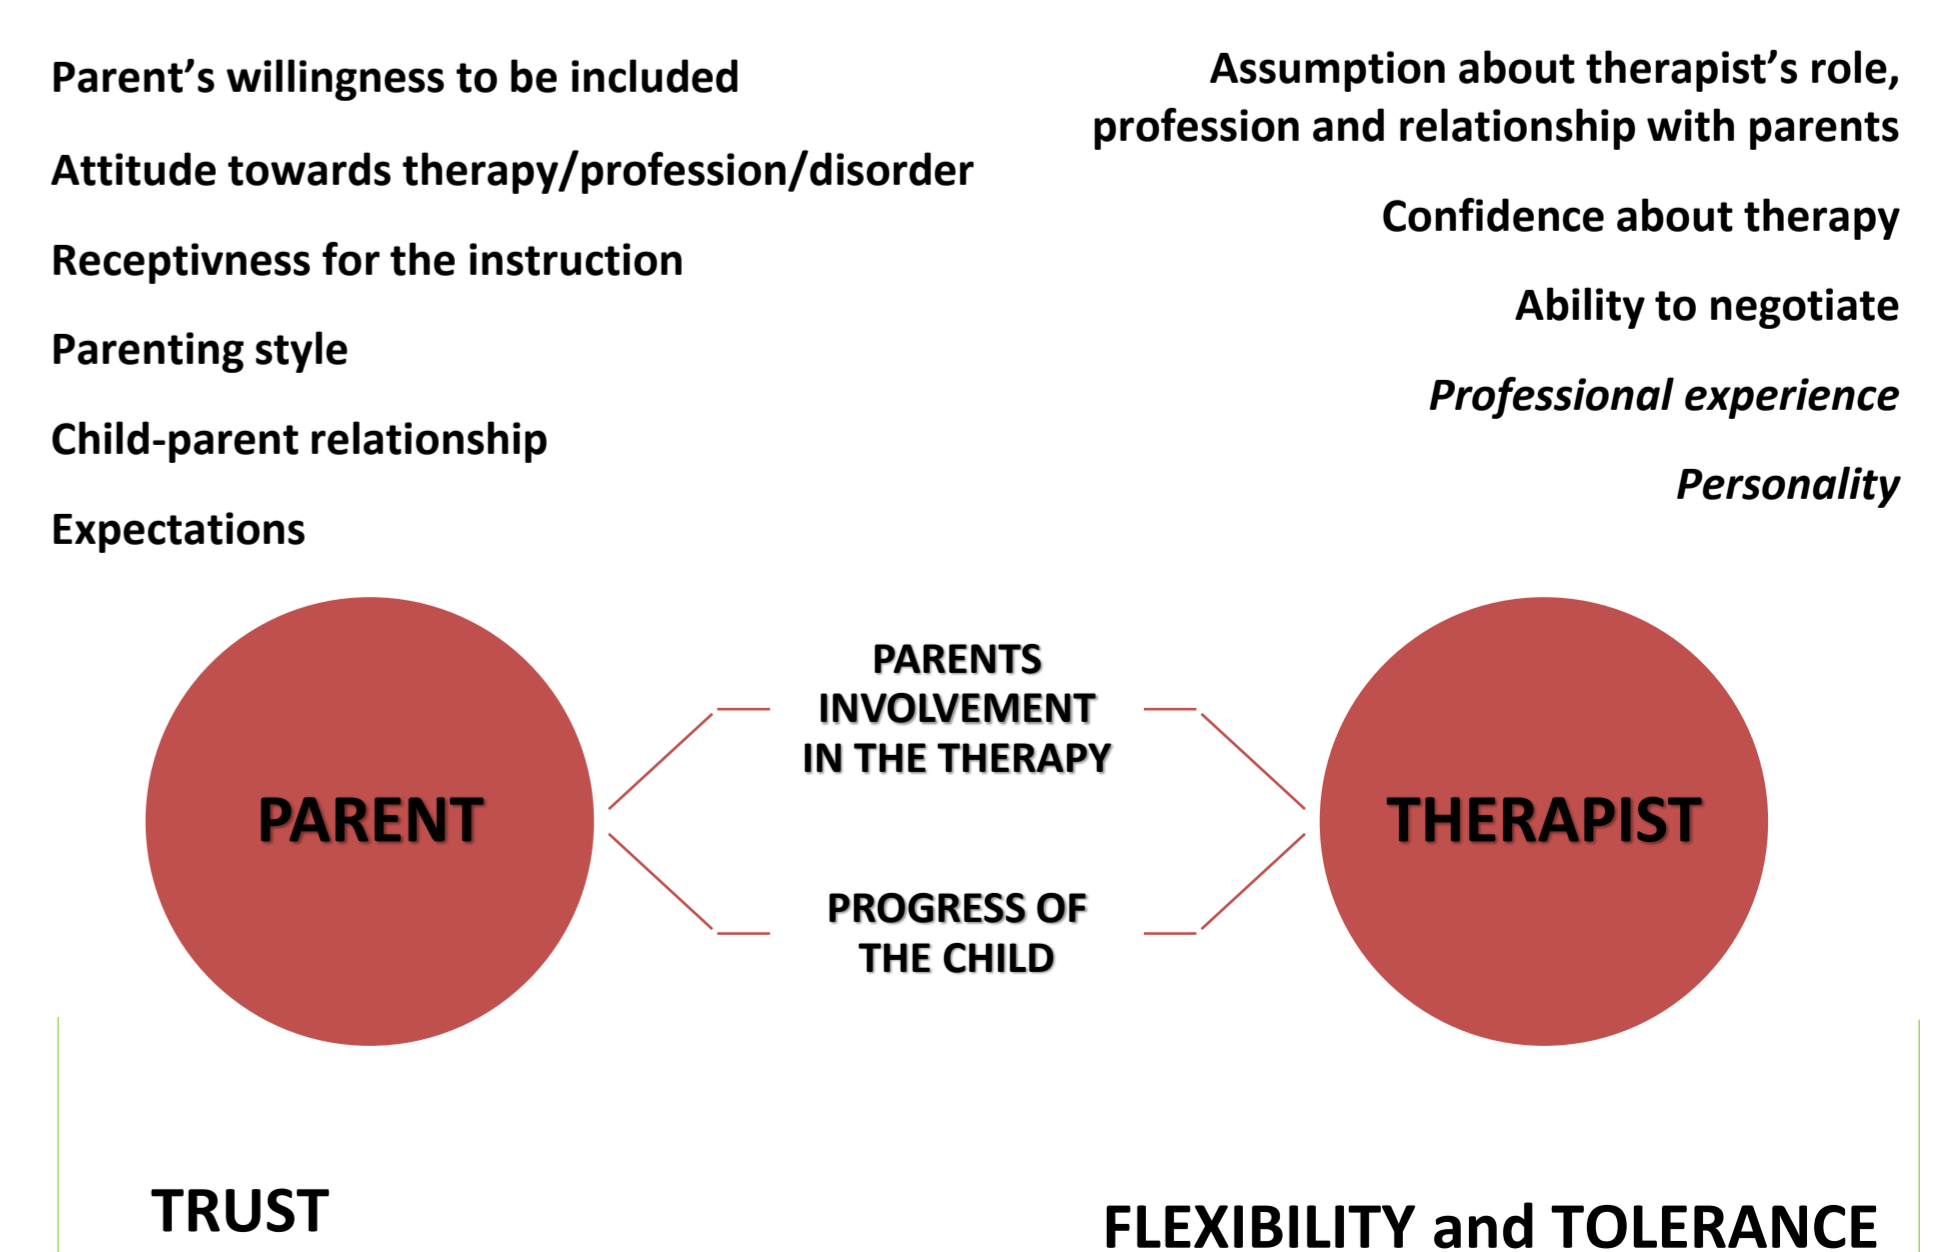 Parent’s willingness to be included
Attitude towards therapy/profession/disorder
Receptivness for the instruction
Parenting style
Child-parent relationship
Expectations
Assumption about therapist’s role,
profession and relationship with parents
Confidence about therapy
Ability to negotiate
Professional experience
Personality
PARENT
PARENTS
INVOLVEMENT
IN THE THERAPY
PROGRESS OF
THE CHILD
THERAPIST
TRUST
FLEXIBILITY and TOLERANCE